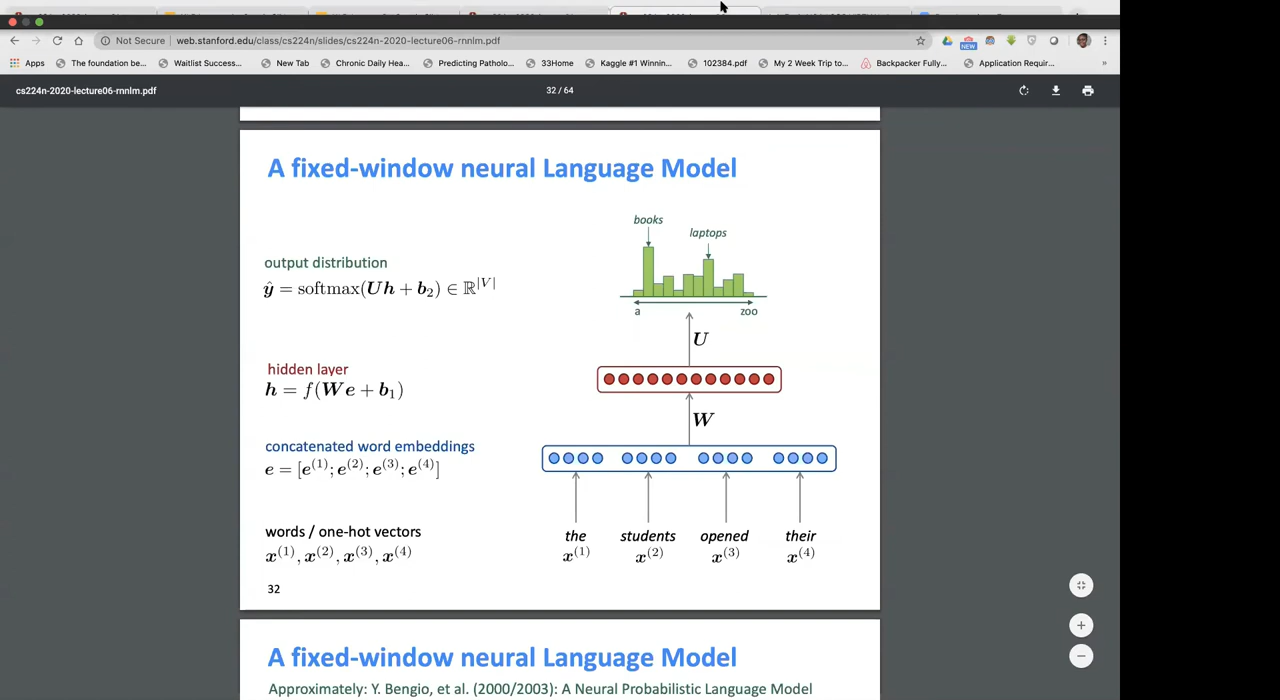 Not Secure | web.stanford.edu/class/cs224n/slides/cs224n-2020-lecture06-rnnlm.pdf
NEW
Apps The foundation be... Waitlist Success... New Tab Chronic Daily Hea... Predicting Patholo... 33Home Kaggle #1 Winnin... 102384.pdf My 2 Week Trip to... Backpacker Fully... Application Requir... »
cs224n-2020-lecture06-rnnlm.pdf 32 / 64
A fixed-window neural Language Model
books
laptops
output distribution
ŷ = softmax(Uh + b₂) ∈ ℝ^|V|
a zoo
U
hidden layer
h = f(We + b₁)
W
concatenated word embeddings
e = [e⁽¹⁾; e⁽²⁾; e⁽³⁾; e⁽⁴⁾]
words / one-hot vectors
x⁽¹⁾, x⁽²⁾, x⁽³⁾, x⁽⁴⁾
the students opened their
x⁽¹⁾ x⁽²⁾ x⁽³⁾ x⁽⁴⁾
32
A fixed-window neural Language Model
Approximately: Y. Bengio, et al. (2000/2003): A Neural Probabilistic Language Model